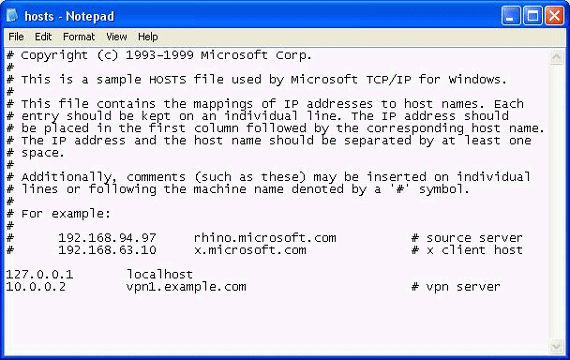 hosts - Notepad
File Edit Format View Help
# Copyright (c) 1993-1999 Microsoft Corp.
#
# This is a sample HOSTS file used by Microsoft TCP/IP for Windows.
#
# This file contains the mappings of IP addresses to host names. Each
# entry should be kept on an individual line. The IP address should
# be placed in the first column followed by the corresponding host name.
# The IP address and the host name should be separated by at least one
# space.
#
# Additionally, comments (such as these) may be inserted on individual
# lines or following the machine name denoted by a '#' symbol.
#
# For example:
#
#      192.168.94.97     rhino.microsoft.com          # source server
#      192.168.63.10     x.microsoft.com              # x client host

127.0.0.1       localhost
10.0.0.2        vpn1.example.com                      # vpn server